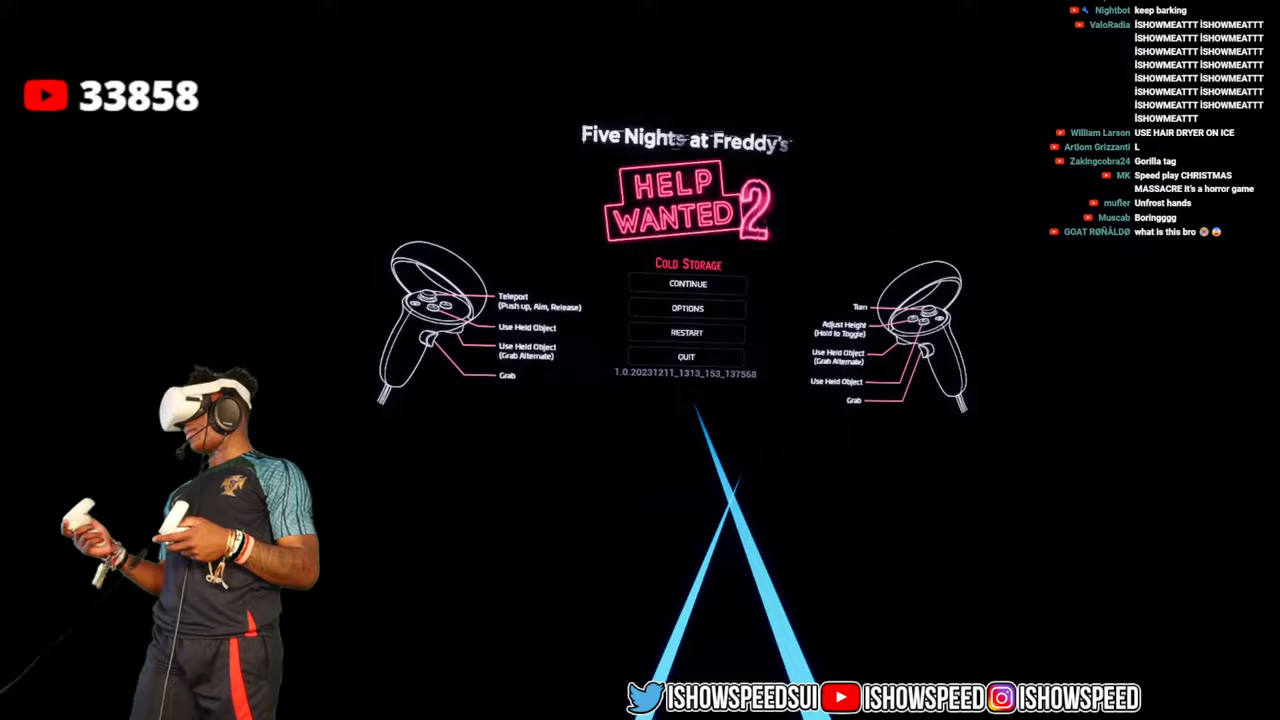 33858
Nightbot keep barking
ValoRadia İSHOWMEATTT İSHOWMEATTT
İSHOWMEATTT İSHOWMEATTT
İSHOWMEATTT İSHOWMEATTT
İSHOWMEATTT İSHOWMEATTT
İSHOWMEATTT İSHOWMEATTT
İSHOWMEATTT İSHOWMEATTT
İSHOWMEATTT İSHOWMEATTT
İSHOWMEATTT
William Larson USE HAIR DRYER ON ICE
Artiom Grizzanti L
Zakingcobra24 Gorilla tag
MK Speed play CHRISTMAS
MASSACRE it's a horror game
mufler Unfrost hands
Muscab Boringggg
GOAT RØÑÂLDØ what is this bro
Five Nights at Freddy's
HELP
WANTED 2
COLD STORAGE
CONTINUE
OPTIONS
RESTART
QUIT
1.0.20231211_1313_153_137568
Teleport
(Push up, Aim, Release)
Use Held Object
Use Held Object
(Grab Alternate)
Grab
Turn
Adjust Height
(Hold to Toggle)
Use Held Object
(Grab Alternate)
Use Held Object
Grab
ISHOWSPEEDSUI ISHOWSPEED ISHOWSPEED